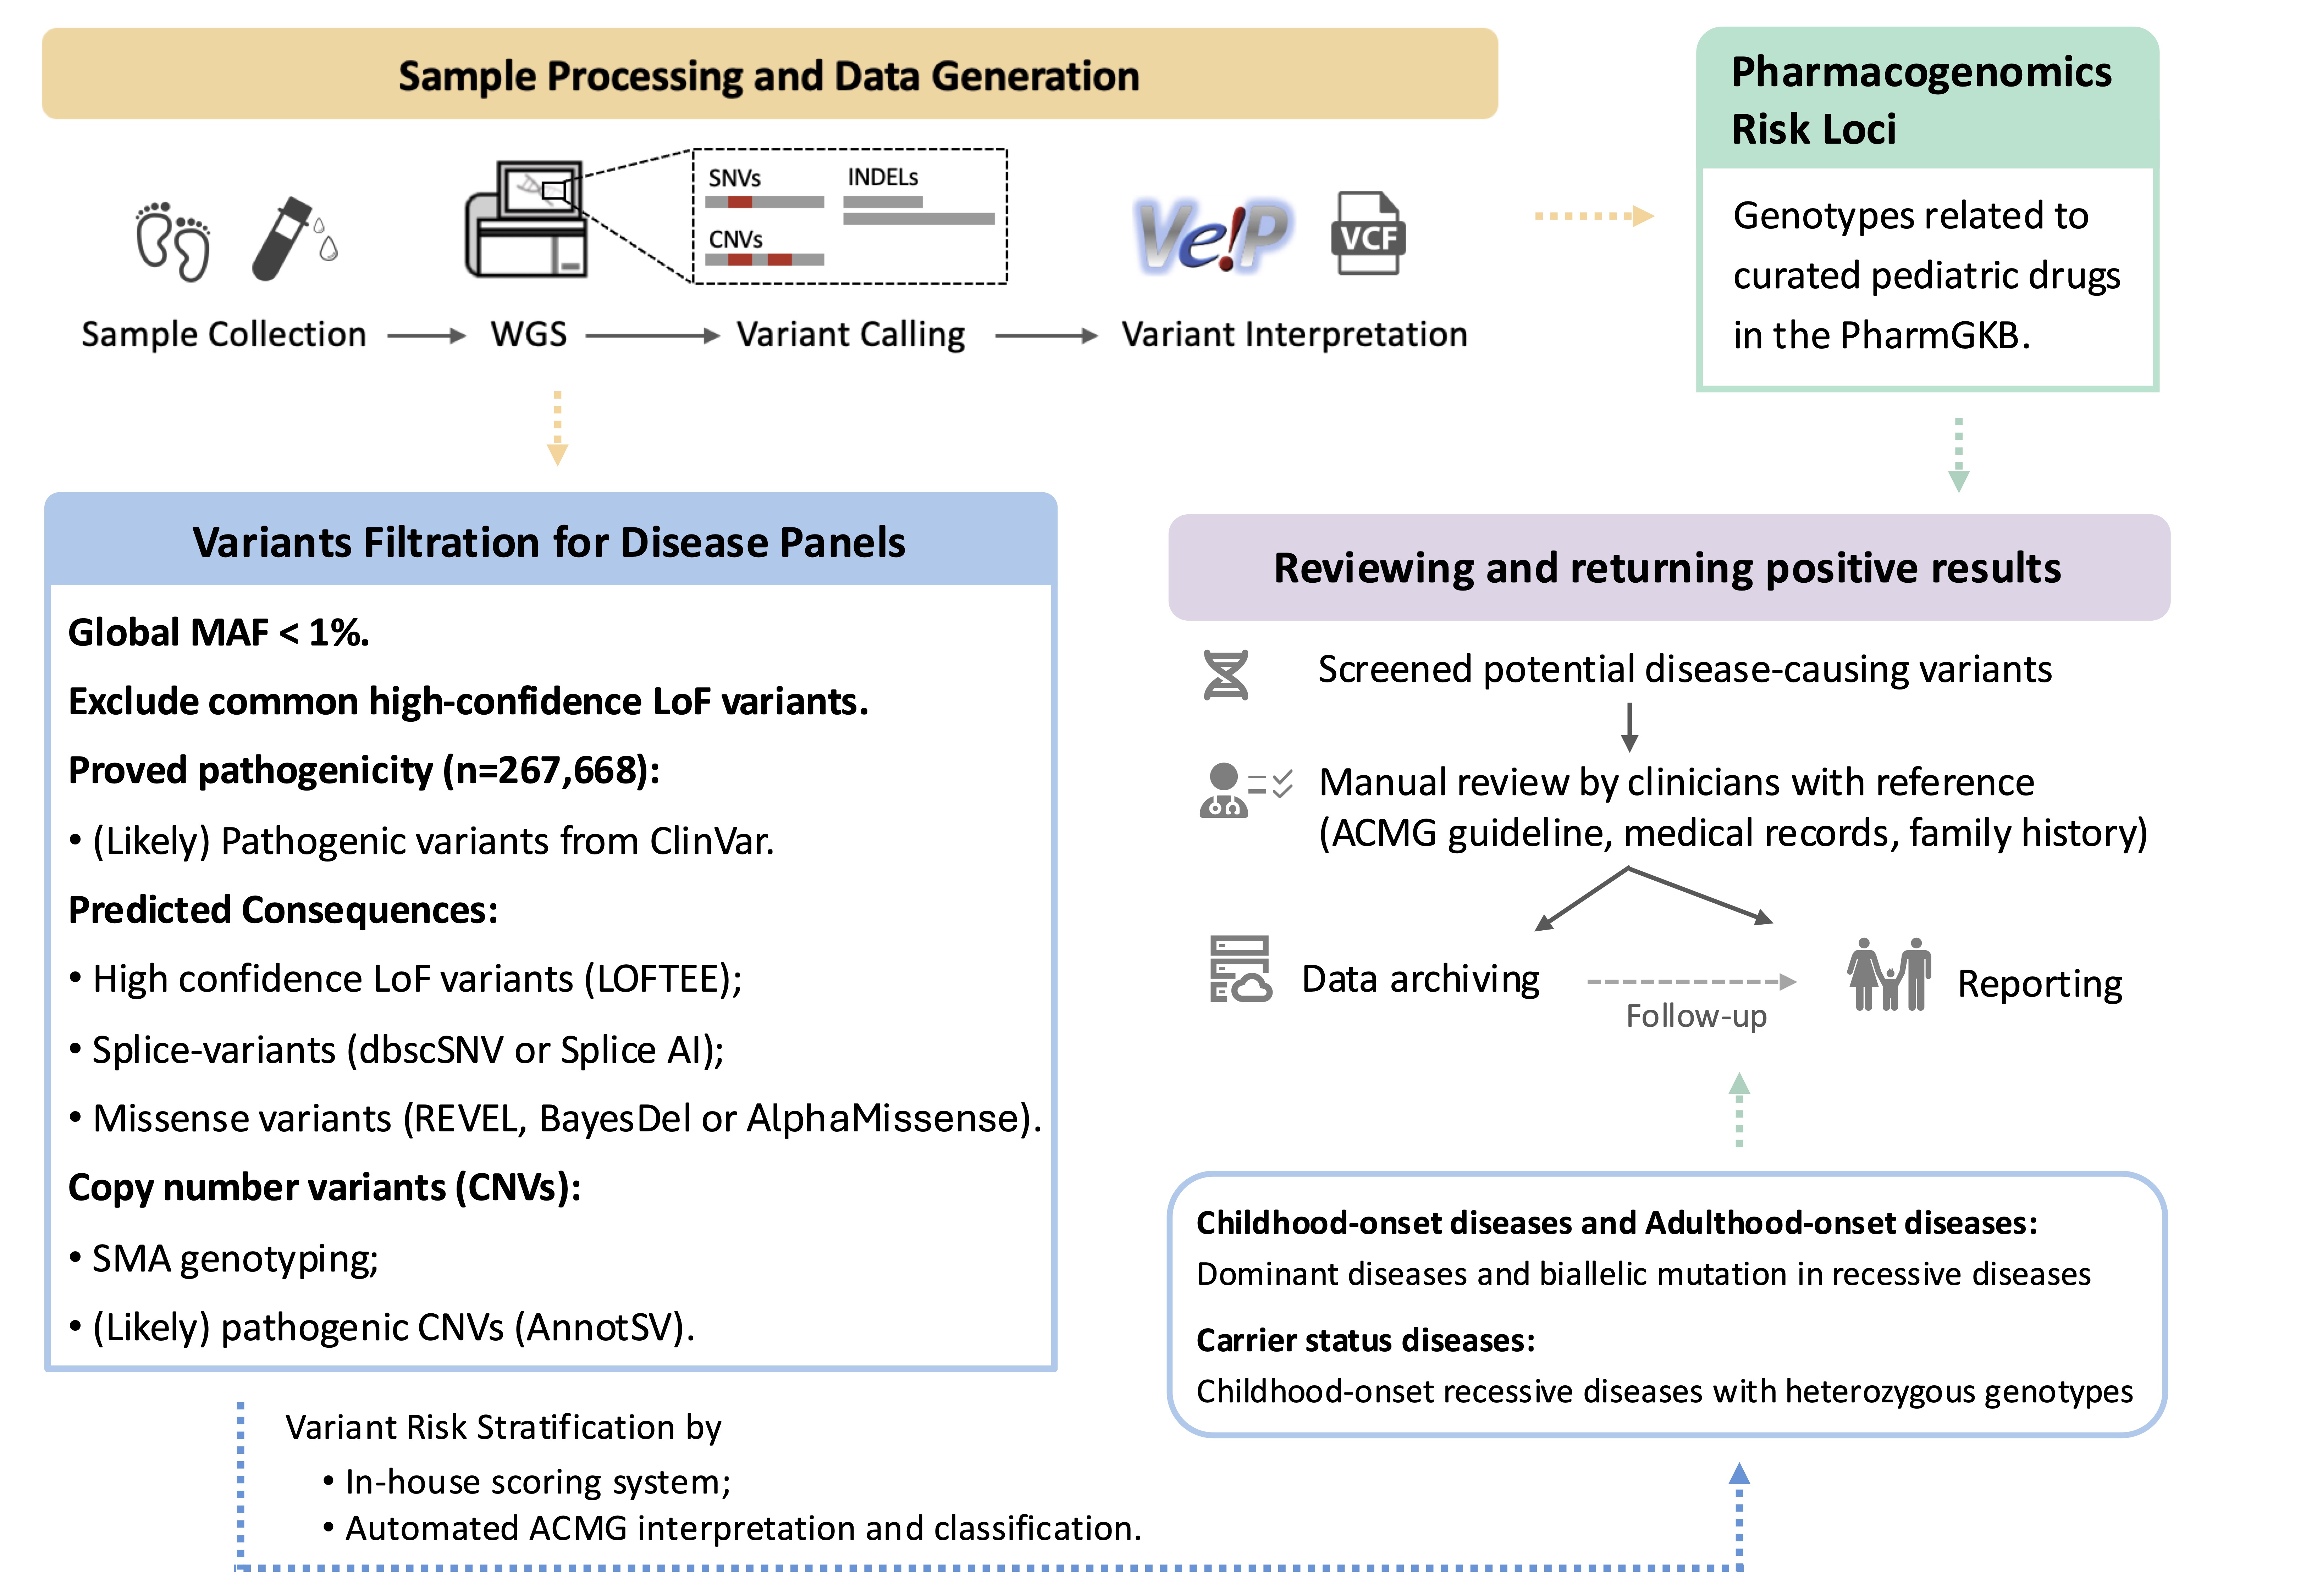 Sample Processing and Data Generation
SNVs
INDELs
CNVs
Ve!P
VCF
Sample Collection
WGS
Variant Calling
Variant Interpretation
Pharmacogenomics
Risk Loci
Genotypes related to
curated pediatric drugs
in the PharmGKB.
Variants Filtration for Disease Panels
Global MAF < 1%.
Exclude common high-confidence LoF variants.
Proved pathogenicity (n=267,668):
• (Likely) Pathogenic variants from ClinVar.
Predicted Consequences:
• High confidence LoF variants (LOFTEE);
• Splice-variants (dbscSNV or Splice AI);
• Missense variants (REVEL, BayesDel or AlphaMissense).
Copy number variants (CNVs):
• SMA genotyping;
• (Likely) pathogenic CNVs (AnnotSV).
Variant Risk Stratification by
• In-house scoring system;
• Automated ACMG interpretation and classification.
Reviewing and returning positive results
Screened potential disease-causing variants
Manual review by clinicians with reference
(ACMG guideline, medical records, family history)
Data archiving
Follow-up
Reporting
Childhood-onset diseases and Adulthood-onset diseases:
Dominant diseases and biallelic mutation in recessive diseases
Carrier status diseases:
Childhood-onset recessive diseases with heterozygous genotypes